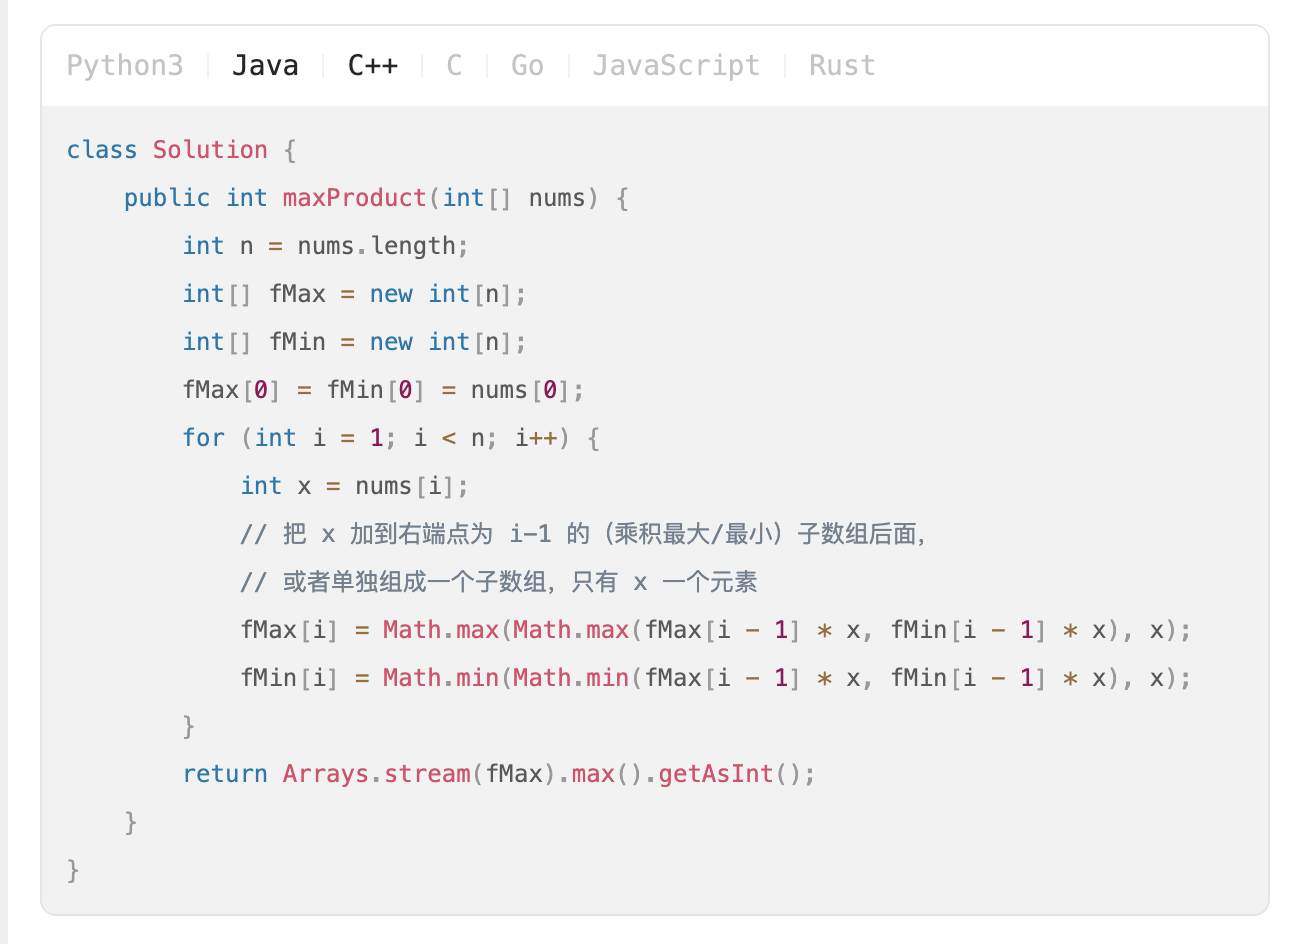 Python3 Java C++ C Go JavaScript Rust
class Solution {
    public int maxProduct(int[] nums) {
        int n = nums.length;
        int[] fMax = new int[n];
        int[] fMin = new int[n];
        fMax[0] = fMin[0] = nums[0];
        for (int i = 1; i < n; i++) {
            int x = nums[i];
            // 把 x 加到右端点为 i-1 的（乘积最大/最小）子数组后面，
            // 或者单独组成一个子数组，只有 x 一个元素
            fMax[i] = Math.max(Math.max(fMax[i - 1] * x, fMin[i - 1] * x), x);
            fMin[i] = Math.min(Math.min(fMax[i - 1] * x, fMin[i - 1] * x), x);
        }
        return Arrays.stream(fMax).max().getAsInt();
    }
}